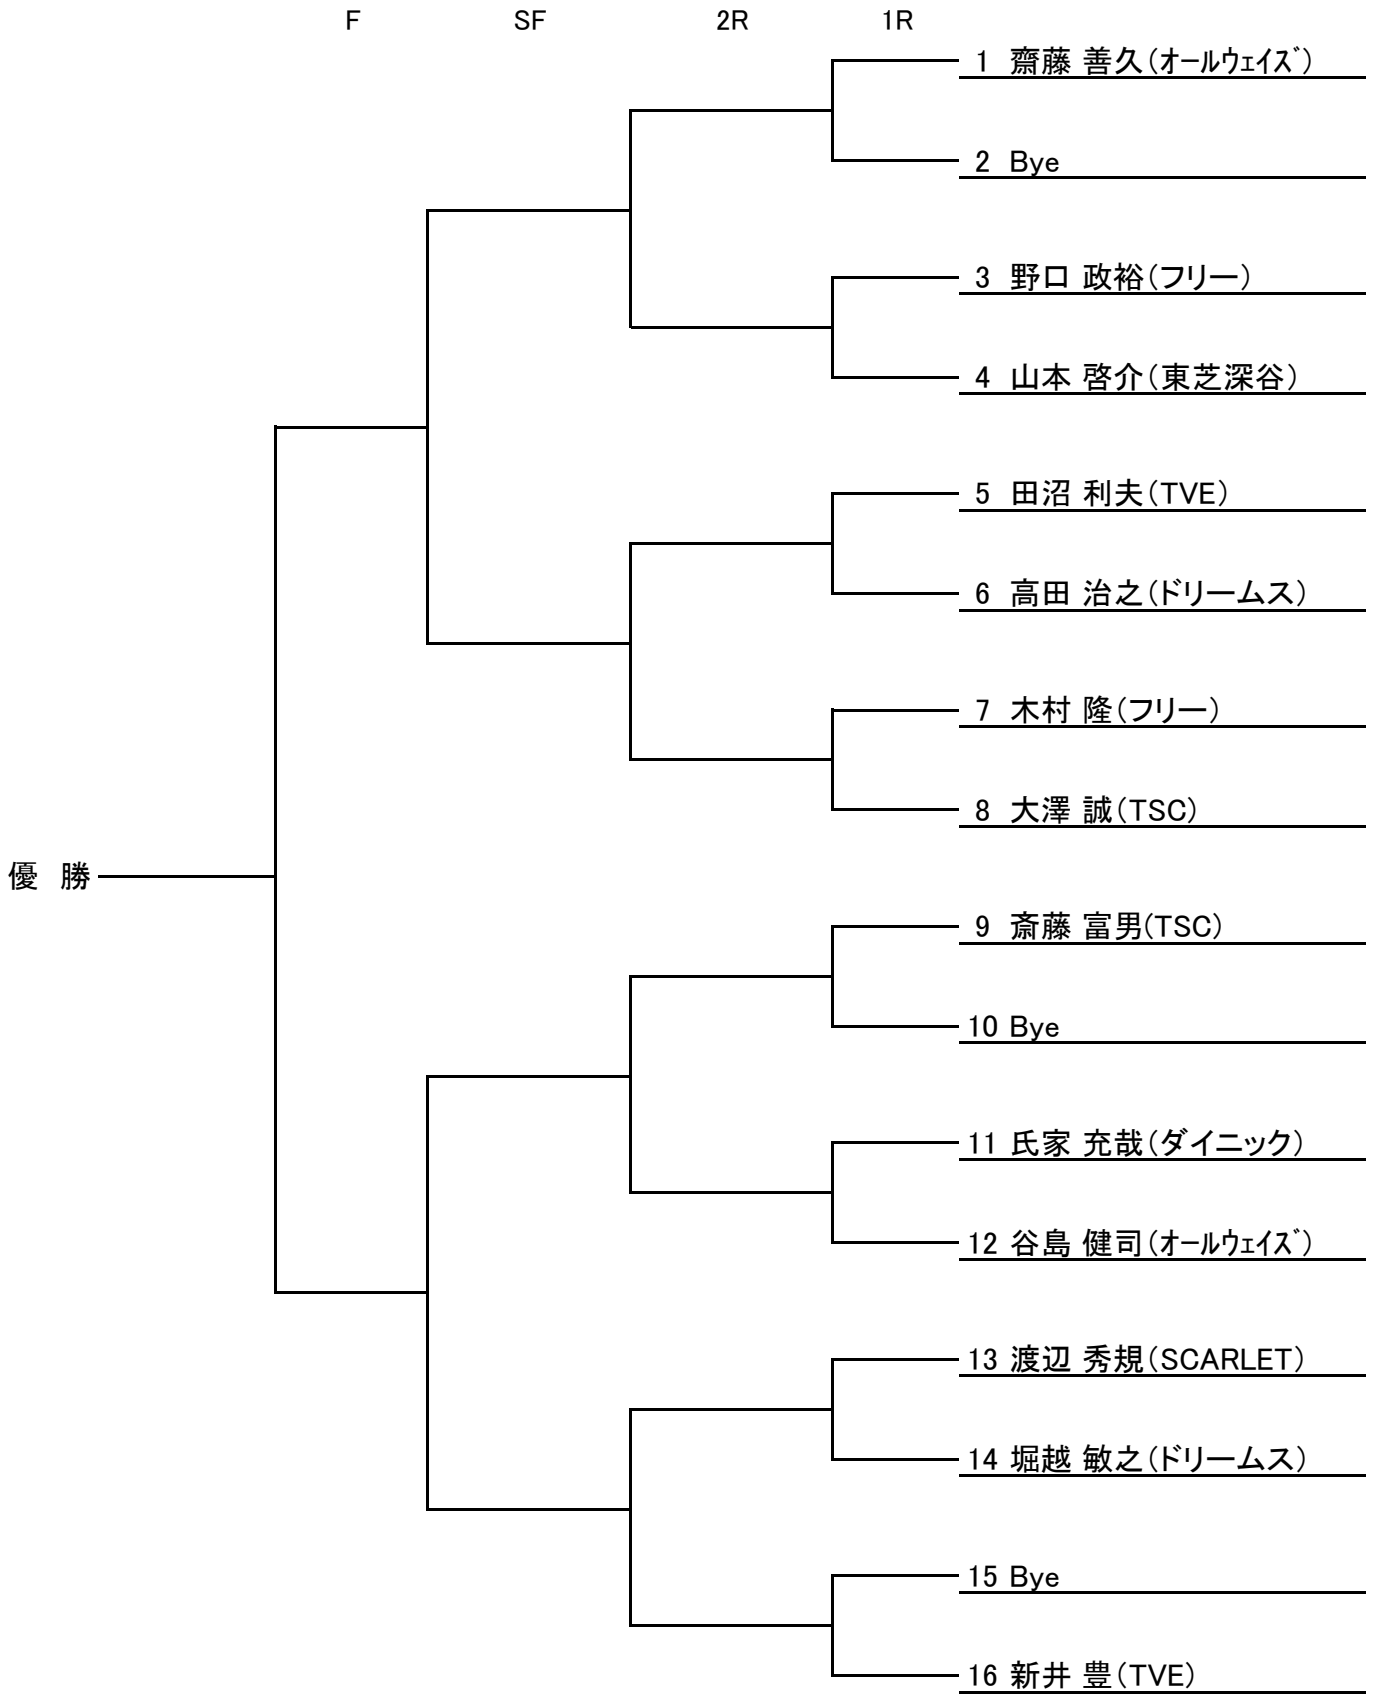 F SF 2R 1R
1 齋藤 善久(ｵｰﾙｳｪｲｽﾞ)
2 Bye
3 野口 政裕(フリー)
4 山本 啓介(東芝深谷)
5 田沼 利夫(TVE)
6 高田 治之(ドリームス)
7 木村 隆(フリー)
8 大澤 誠(TSC)
優 勝
9 斎藤 富男(TSC)
10 Bye
11 氏家 充哉(ダイニック)
12 谷島 健司(ｵｰﾙｳｪｲｽﾞ)
13 渡辺 秀規(SCARLET)
14 堀越 敏之(ドリームス)
15 Bye
16 新井 豊(TVE)